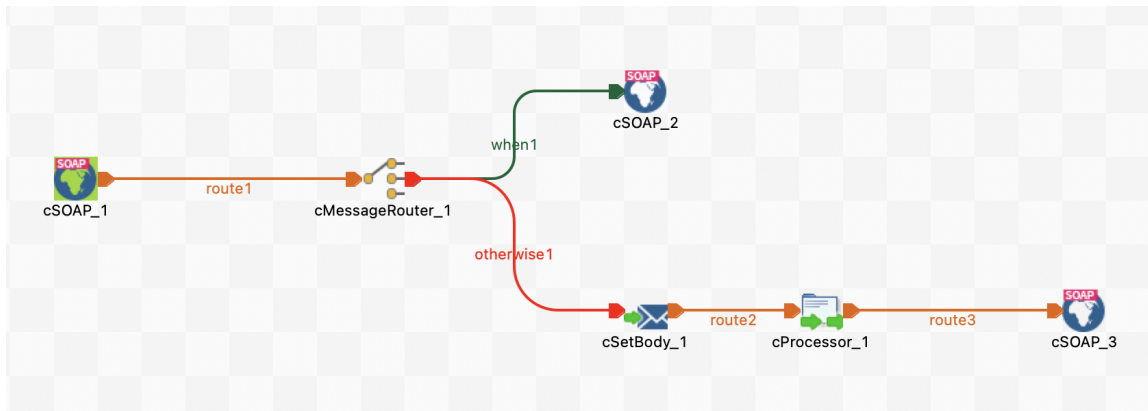 SOAP
cSOAP_2
when1
SOAP
route1
cSOAP_1
cMessageRouter_1
otherwise1
SOAP
route2
route3
cSetBody_1
cProcessor_1
cSOAP_3